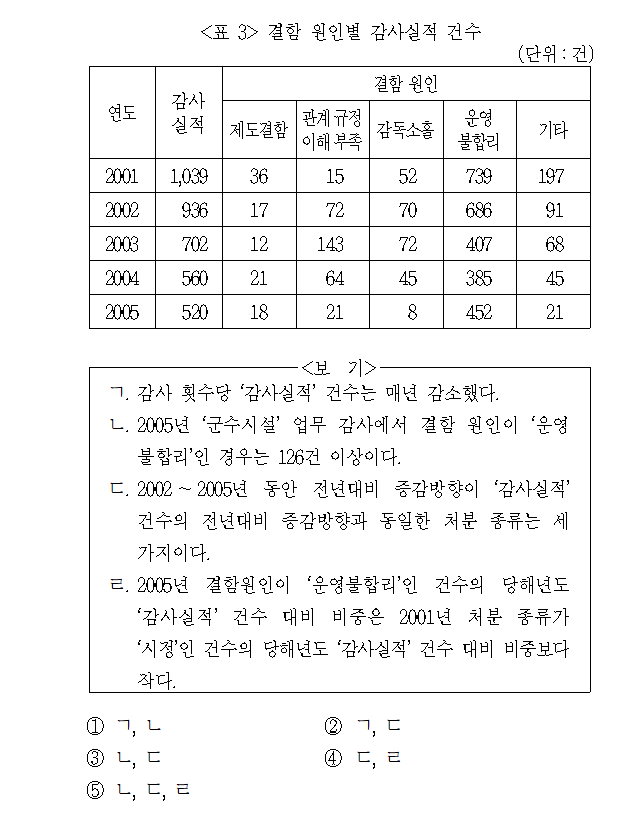 <표 3> 결함 원인별 감사실적 건수
(단위 : 건)
연도 감사실적 결함 원인
제도결함 관계 규정 이해 부족 감독소홀 운영 불합리 기타
2001 1,039 36 15 52 739 197
2002 936 17 72 70 686 91
2003 702 12 143 72 407 68
2004 560 21 64 45 385 45
2005 520 18 21 8 452 21
<보 기>
ㄱ. 감사 횟수당 ‘감사실적’ 건수는 매년 감소했다.
ㄴ. 2005년 ‘군수시설’ 업무 감사에서 결함 원인이 ‘운영
불합리’인 경우는 126건 이상이다.
ㄷ. 2002 ~ 2005년 동안 전년대비 증감방향이 ‘감사실적’
건수의 전년대비 증감방향과 동일한 처분 종류는 세
가지이다.
ㄹ. 2005년 결함원인이 ‘운영불합리’인 건수의 당해년도
‘감사실적’ 건수 대비 비중은 2001년 처분 종류가
‘시정’인 건수의 당해년도 ‘감사실적’ 건수 대비 비중보다
작다.
① ㄱ, ㄴ ② ㄱ, ㄷ
③ ㄴ, ㄷ ④ ㄷ, ㄹ
⑤ ㄴ, ㄷ, ㄹ